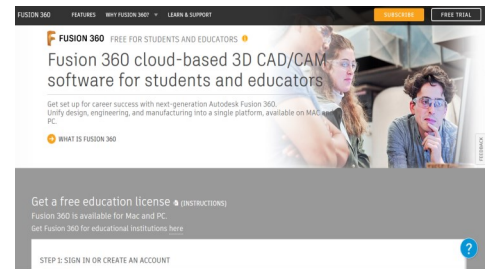 FUSION 360 FEATURES WHY FUSION 360? LEARN & SUPPORT SUBSCRIBE FREE TRIAL
FUSION 360 FREE FOR STUDENTS AND EDUCATORS
Fusion 360 cloud-based 3D CAD/CAM
software for students and educators
Get set up for career success with next-generation Autodesk Fusion 360.
Unify design, engineering, and manufacturing into a single platform, available on MAC and
PC.
WHAT IS FUSION 360
FEEDBACK
Get a free education license (INSTRUCTIONS)
Fusion 360 is available for Mac and PC.
Get Fusion 360 for educational institutions here
?
STEP 1: SIGN IN OR CREATE AN ACCOUNT